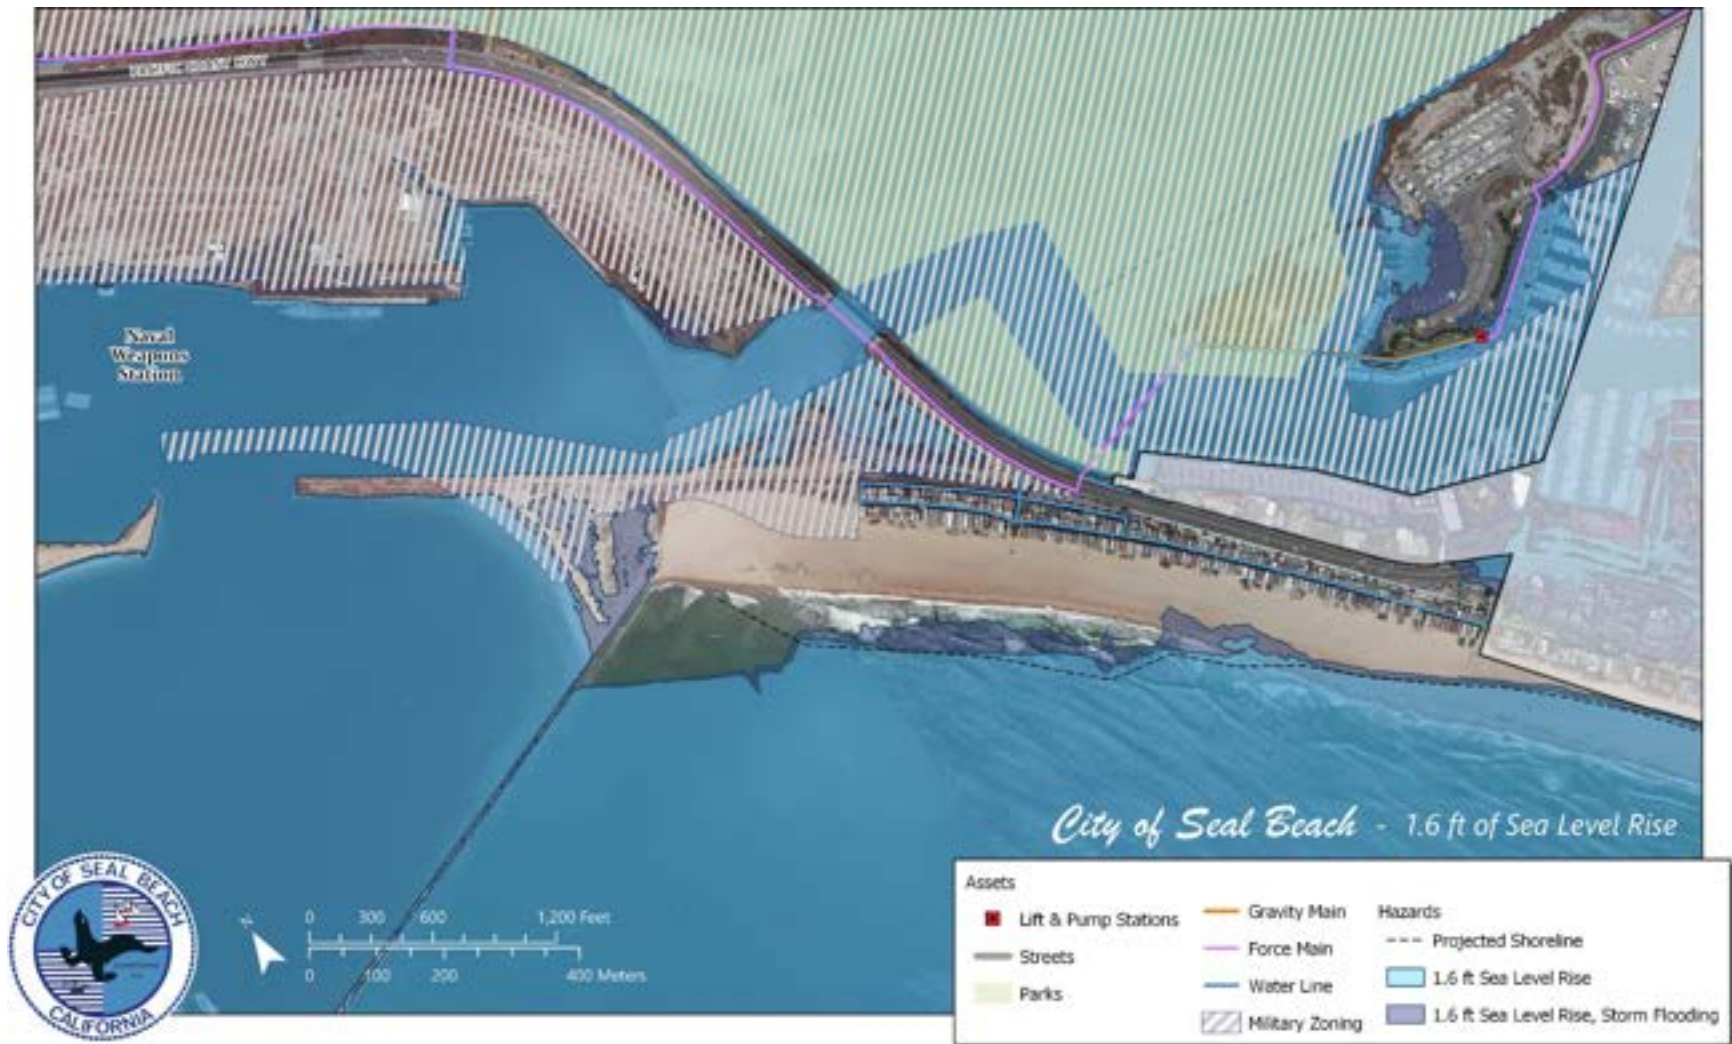 PACIFIC COAST HWY
Naval
Weapons
Station
City of Seal Beach - 1.6 ft of Sea Level Rise
CITY OF SEAL BEACH
CALIFORNIA
N
0 300 600 1,200 Feet
0 100 200 400 Meters
Assets
Lift & Pump Stations
Streets
Parks
Gravity Main
Force Main
Water Line
Military Zoning
Hazards
Projected Shoreline
1.6 ft Sea Level Rise
1.6 ft Sea Level Rise, Storm Flooding